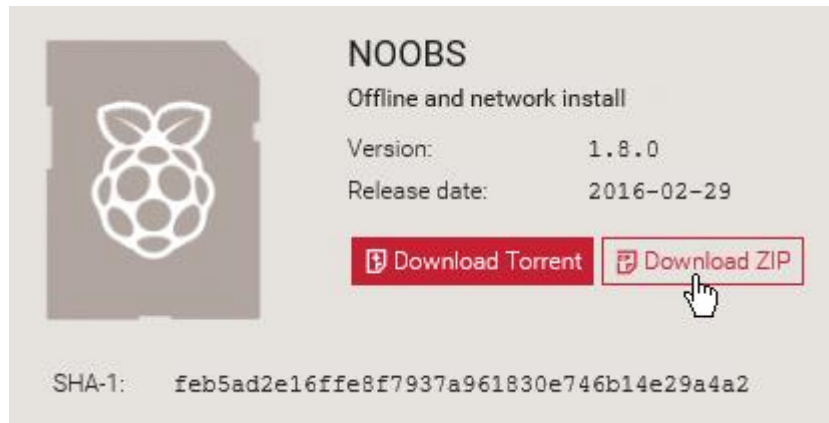 NOOBS
Offline and network install
Version: 1.8.0
Release date: 2016-02-29
Download Torrent Download ZIP
SHA-1: feb5ad2e16ffe8f7937a961830e746b14e29a4a2